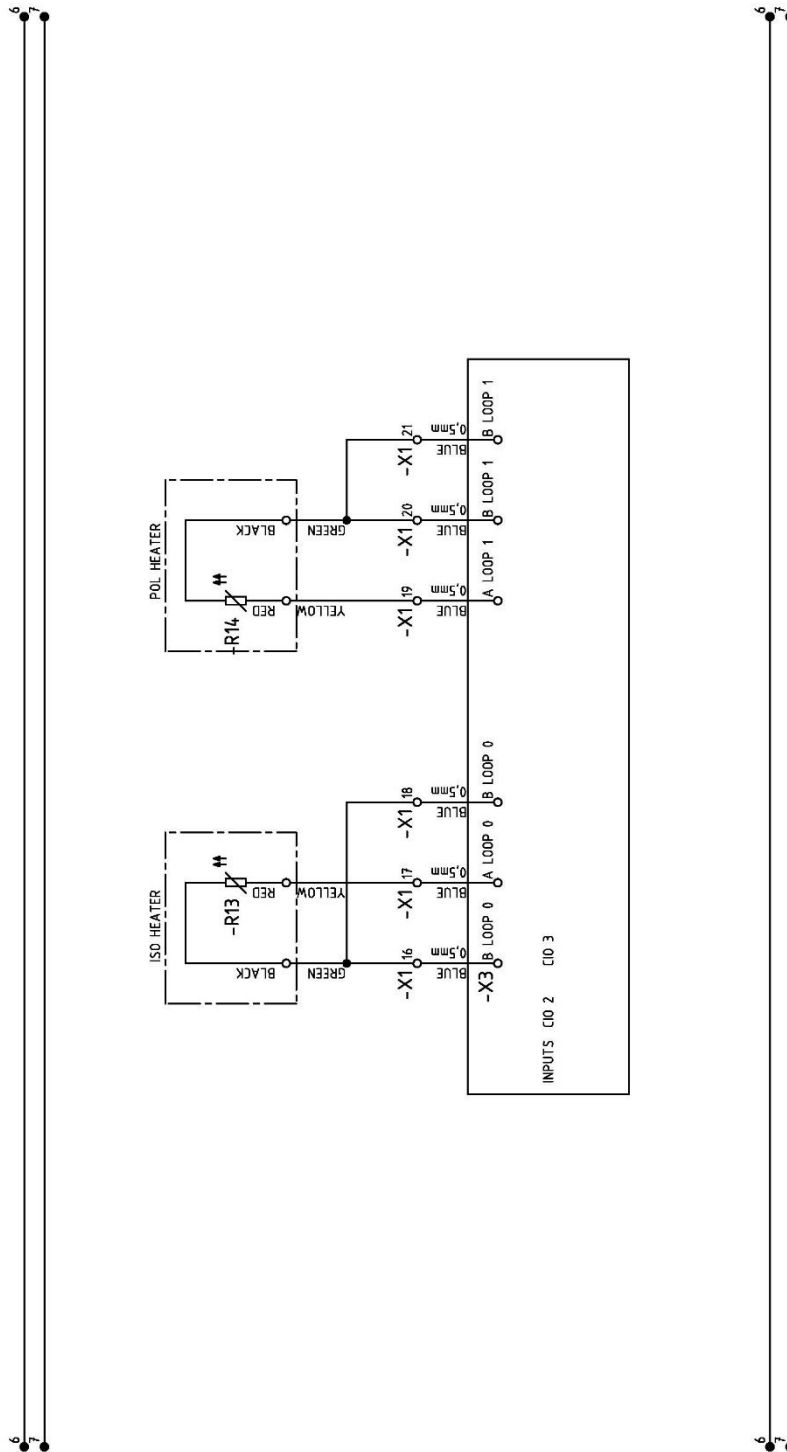 6
7
6
7
ISO HEATER
POL HEATER
-R13
-R14
BLACK
RED
RED
BLACK
GREEN
YELLOW
YELLOW
GREEN
-X1 16
-X1 17
-X1 18
-X1 19
-X1 20
-X1 21
BLUE 0,5mm
BLUE 0,5mm
BLUE 0,5mm
BLUE 0,5mm
BLUE 0,5mm
BLUE 0,5mm
-X3
B LOOP 0
A LOOP 0
B LOOP 0
A LOOP 1
B LOOP 1
B LOOP 1
INPUTS CIO 2 CIO 3
6
7
6
7